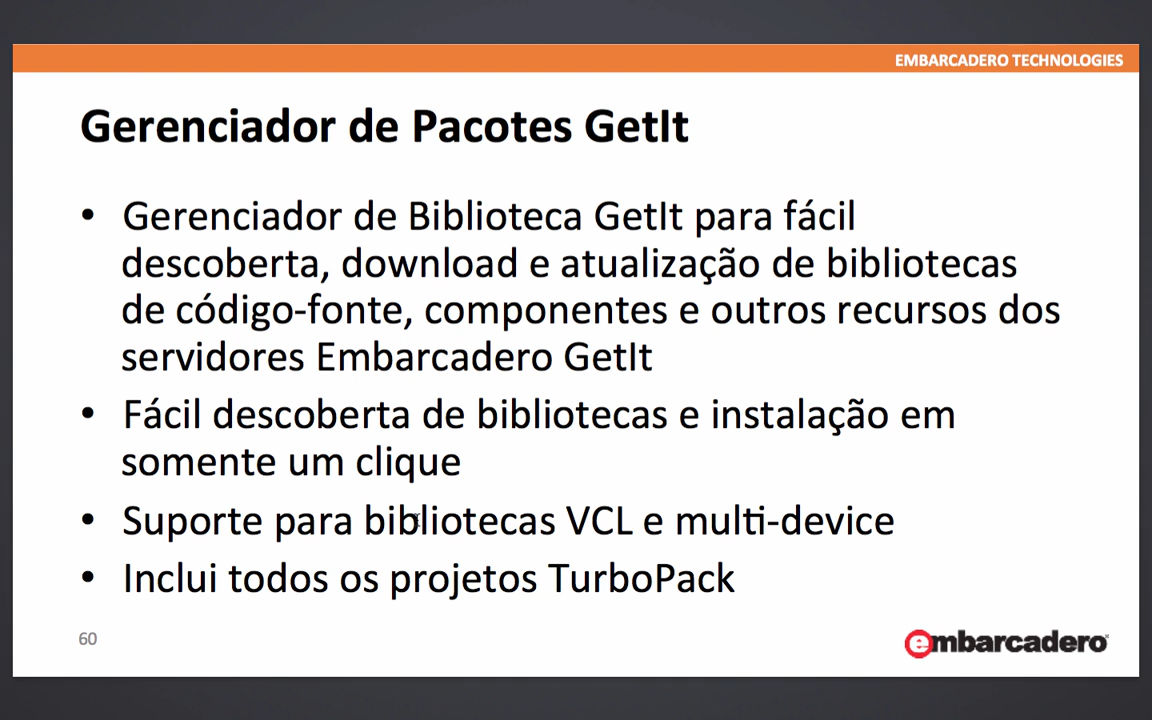 EMBARCADERO TECHNOLOGIES
Gerenciador de Pacotes GetIt
• Gerenciador de Biblioteca GetIt para fácil
descoberta, download e atualização de bibliotecas
de código-fonte, componentes e outros recursos dos
servidores Embarcadero GetIt
• Fácil descoberta de bibliotecas e instalação em
somente um clique
• Suporte para bibliotecas VCL e multi-device
• Inclui todos os projetos TurboPack
60
embarcadero